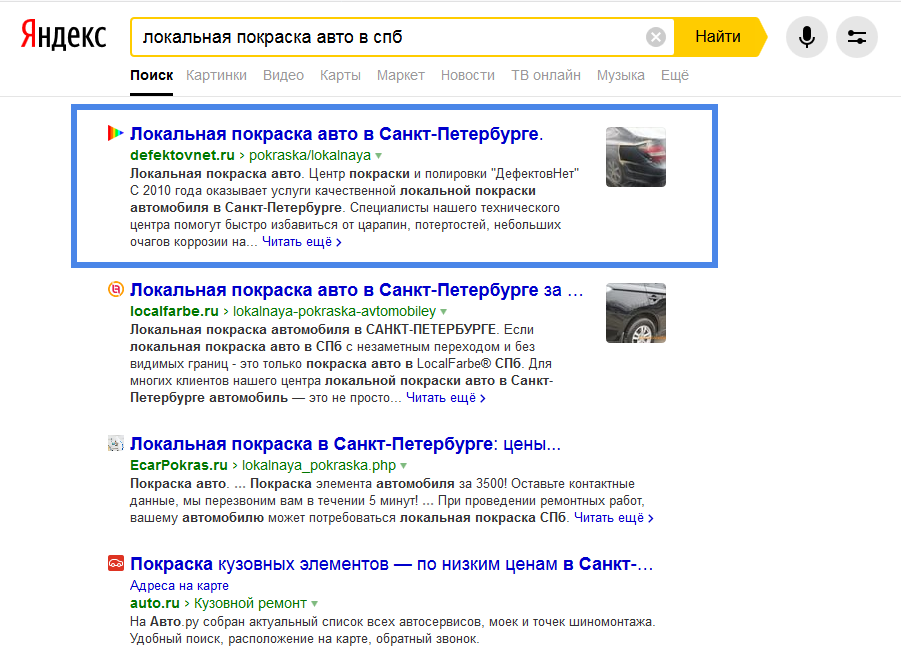 Яндекс
локальная покраска авто в спб
Найти
Поиск Картинки Видео Карты Маркет Новости ТВ онлайн Музыка Ещё
Локальная покраска авто в Санкт-Петербурге.
defektovnet.ru › pokraska/lokalnaya
Локальная покраска авто. Центр покраски и полировки "ДефектовНет"
С 2010 года оказывает услуги качественной локальной покраски
автомобиля в Санкт-Петербурге. Специалисты нашего технического
центра помогут быстро избавиться от царапин, потертостей, небольших
очагов коррозии на... Читать ещё ›
Локальная покраска авто в Санкт-Петербурге за ...
localfarbe.ru › lokalnaya-pokraska-avtomobiley
Локальная покраска автомобиля в САНКТ-ПЕТЕРБУРГЕ. Если
локальная покраска авто в СПб с незаметным переходом и без
видимых границ - это только покраска авто в LocalFarbe® СПб. Для
многих клиентов нашего центра локальной покраски авто в Санкт-
Петербурге автомобиль — это не просто... Читать ещё ›
Локальная покраска в Санкт-Петербурге: цены...
EcarPokras.ru › lokalnaya_pokraska.php
Покраска авто. ... Покраска элемента автомобиля за 3500! Оставьте контактные
данные, мы перезвоним вам в течении 5 минут! ... При проведении ремонтных работ,
вашему автомобилю может потребоваться локальная покраска СПб. Читать ещё ›
Покраска кузовных элементов — по низким ценам в Санкт-...
Адреса на карте
auto.ru › Кузовной ремонт
На Авто.ру собран актуальный список всех автосервисов, моек и точек шиномонтажа.
Удобный поиск, расположение на карте, обратный звонок.